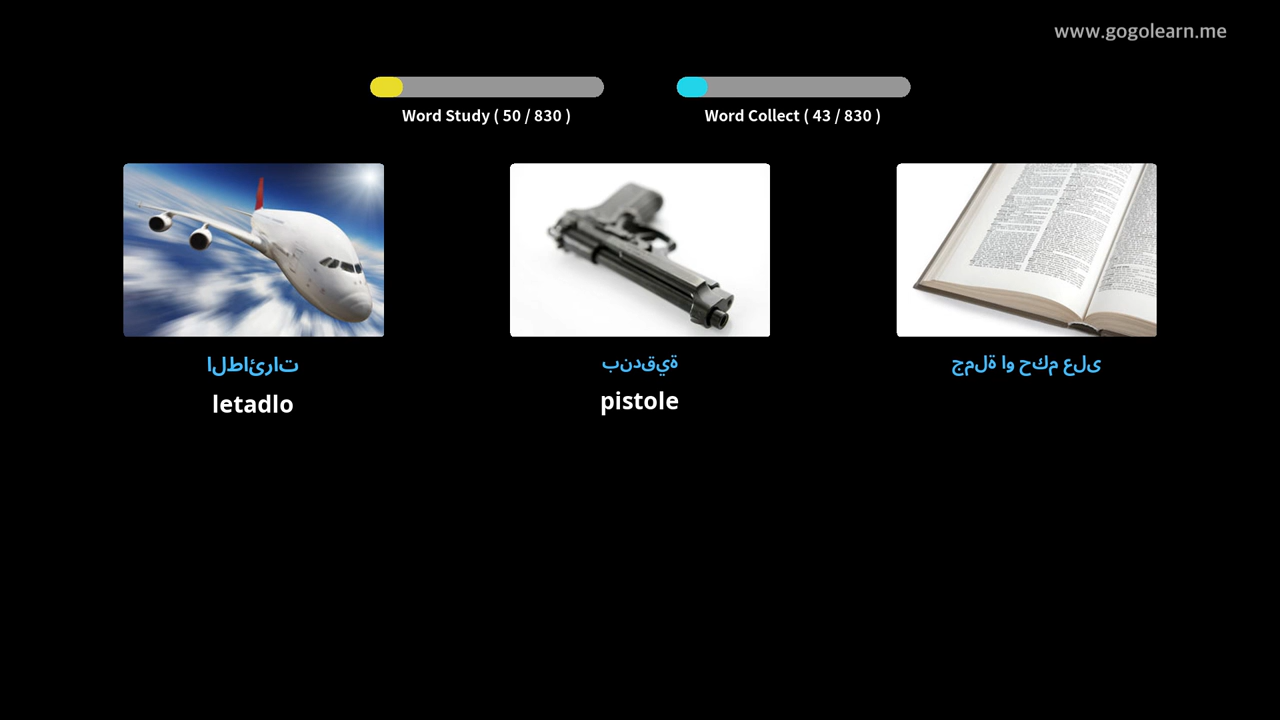 www.gogolearn.me
Word Study ( 50 / 830 )
Word Collect ( 43 / 830 )
الطائرات
letadlo
بندقية
pistole
جملة او حكم على